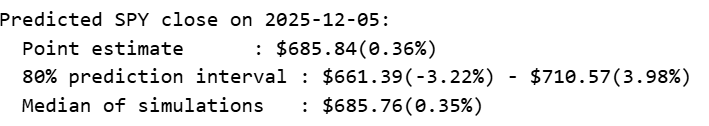 Predicted SPY close on 2025-12-05:
Point estimate : $685.84(0.36%)
80% prediction interval : $661.39(-3.22%) - $710.57(3.98%)
Median of simulations : $685.76(0.35%)